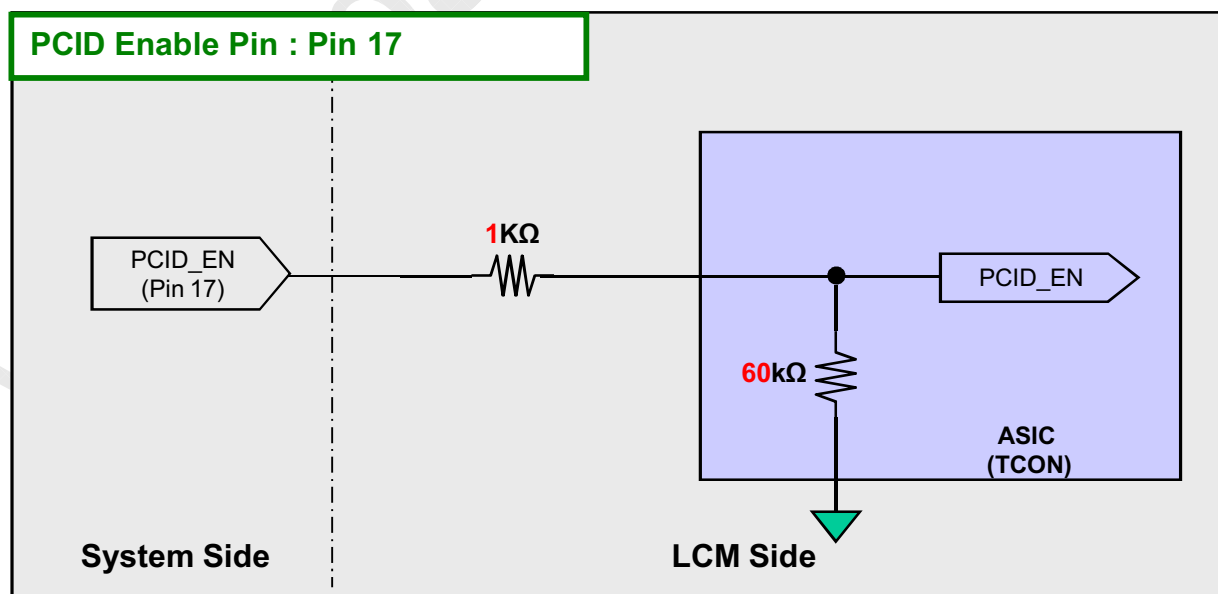 PCID Enable Pin : Pin 17
1KΩ
PCID_EN
(Pin 17)
PCID_EN
60kΩ
ASIC
(TCON)
System Side
LCM Side